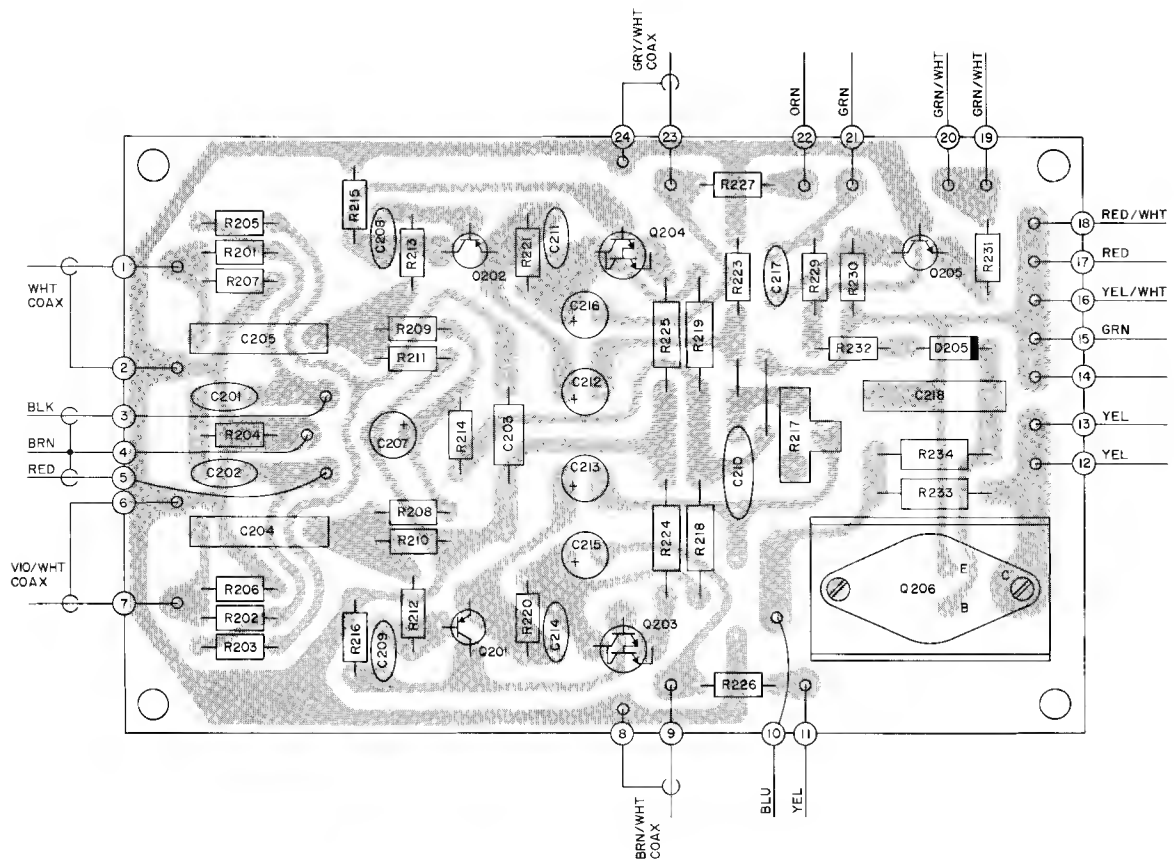 GRY/WHT
COAX
ORN
GRN
GRN/WHT
GRN/WHT
24
23
22
21
20
19
R227
R215
C208
R213
Q202
R221
C211
Q204
R205
R201
R207
R223
C217
R229
R230
Q205
R231
18
RED/WHT
17
RED
16
YEL/WHT
15
GRN
14
13
YEL
12
YEL
1
WHT
COAX
2
C205
R209
R211
C216
R225
R219
R232
D205
BLK
3
C201
C212
C218
BRN
4
R204
C207
R214
C203
R217
RED
5
C202
C213
C210
R234
R233
6
C204
R208
R210
C215
R224
R218
VIO/WHT
COAX
7
R206
R202
R203
R216
C209
R212
Q201
R220
C214
Q203
Q206
E
B
C
R226
8
9
10
11
BRN/WHT
COAX
BLU
YEL